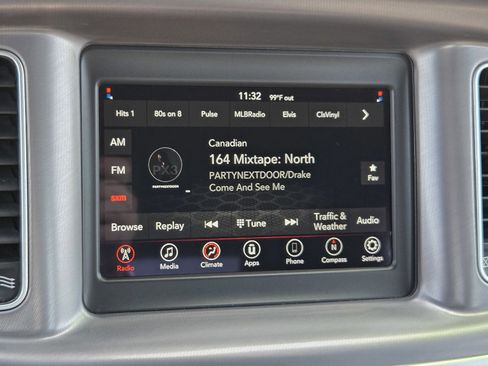 11:32 99°F out
Hits 1 80s on 8 Pulse MLBRadio Elvis ClsVinyl
AM
FM
sxm
PX3
PARTYNEXTDOOR
Canadian
164 Mixtape: North
PARTYNEXTDOOR/Drake
Come And See Me
Fav
Browse Replay Tune Traffic & Weather Audio
Radio Media Climate Apps Phone Compass Settings